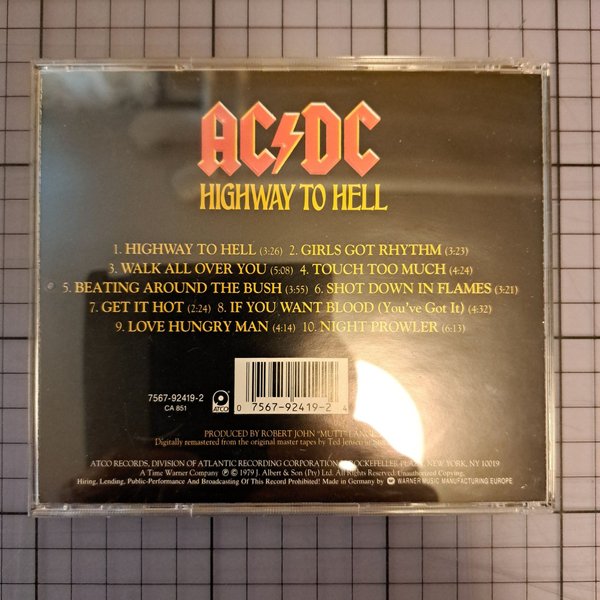 AC DC
HIGHWAY TO HELL
1. HIGHWAY TO HELL (3:26) 2. GIRLS GOT RHYTHM (3:23)
3. WALK ALL OVER YOU (5:08) 4. TOUCH TOO MUCH (4:24)
5. BEATING AROUND THE BUSH (3:55) 6. SHOT DOWN IN FLAMES (3:21)
7. GET IT HOT (2:24) 8. IF YOU WANT BLOOD (You've Got It) (4:32)
9. LOVE HUNGRY MAN (4:14) 10. NIGHT PROWLER (6:13)
7567-92419-2
CA 851
ATCO
0 7567-92419-2 4
PRODUCED BY ROBERT JOHN "MUTT" LANGE
Digitally remastered from the original master tapes by Ted Jensen
ATCO RECORDS, DIVISION OF ATLANTIC RECORDING CORPORATION ROCKEFELLER PLAZA, NEW YORK, NY 10019
A Time Warner Company ℗ © 1979 J. Albert & Son (Pty) Ltd. All Rights Reserved. Unauthorized Copying,
Hiring, Lending, Public-Performance And Broadcasting Of This Record Prohibited! Made in Germany by WARNER MUSIC MANUFACTURING EUROPE